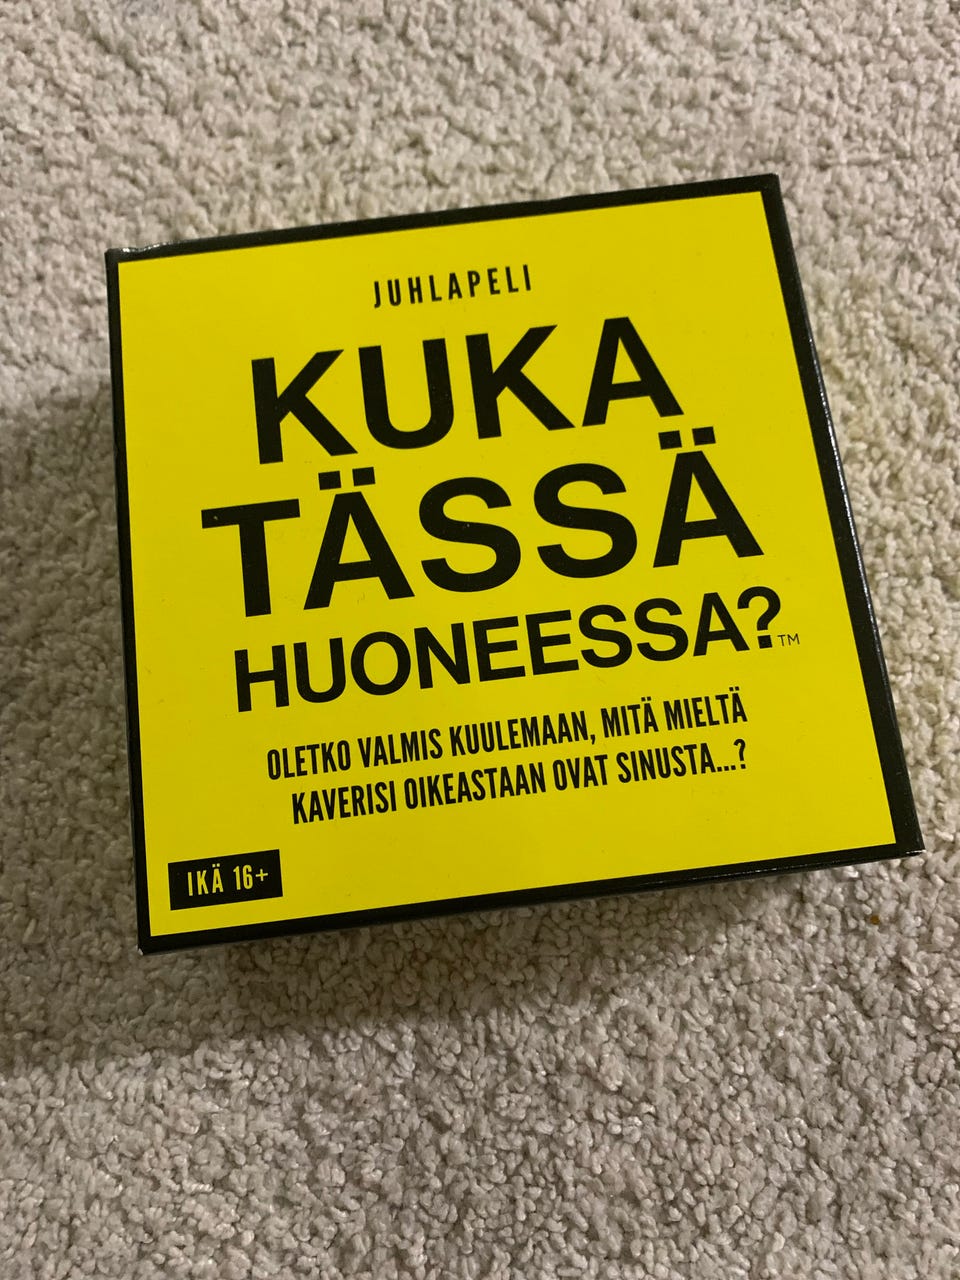 JUHLAPELI
KUKA
TÄSSÄ
HUONEESSA?™
OLETKO VALMIS KUULEMAAN, MITÄ MIELTÄ
KAVERISI OIKEASTAAN OVAT SINUSTA...?
IKÄ 16+